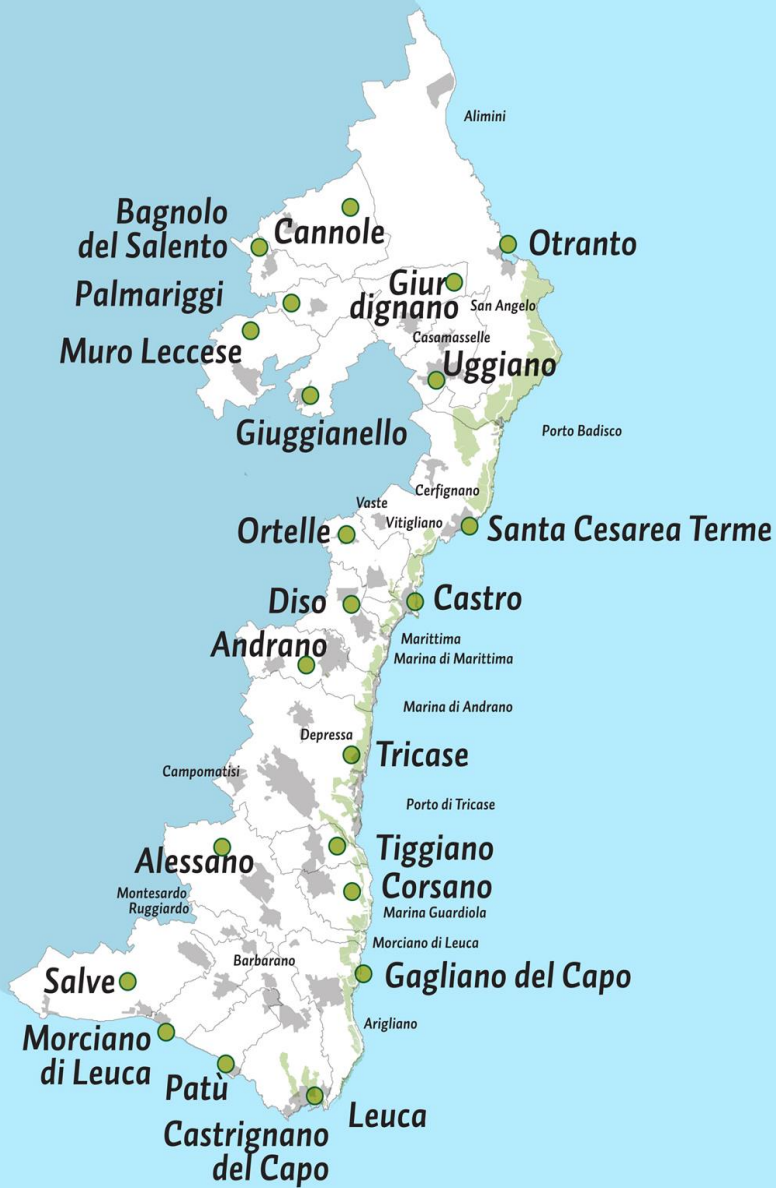 Alimini
Bagnolo
del Salento
Cannole
Otranto
Palmariggi
Giur
dignano
San Angelo
Muro Leccese
Casamasselle
Uggiano
Giuggianello
Porto Badisco
Cerfignano
Vaste
Vitigliano
Ortelle
Santa Cesarea Terme
Diso
Castro
Andrano
Marittima
Marina di Marittima
Marina di Andrano
Depressa
Tricase
Campomatisi
Porto di Tricase
Alessano
Tiggiano
Corsano
Montesardo
Ruggiardo
Marina Guardiola
Morciano di Leuca
Barbarano
Salve
Gagliano del Capo
Arigliano
Morciano
di Leuca
Patù
Leuca
Castrignano
del Capo